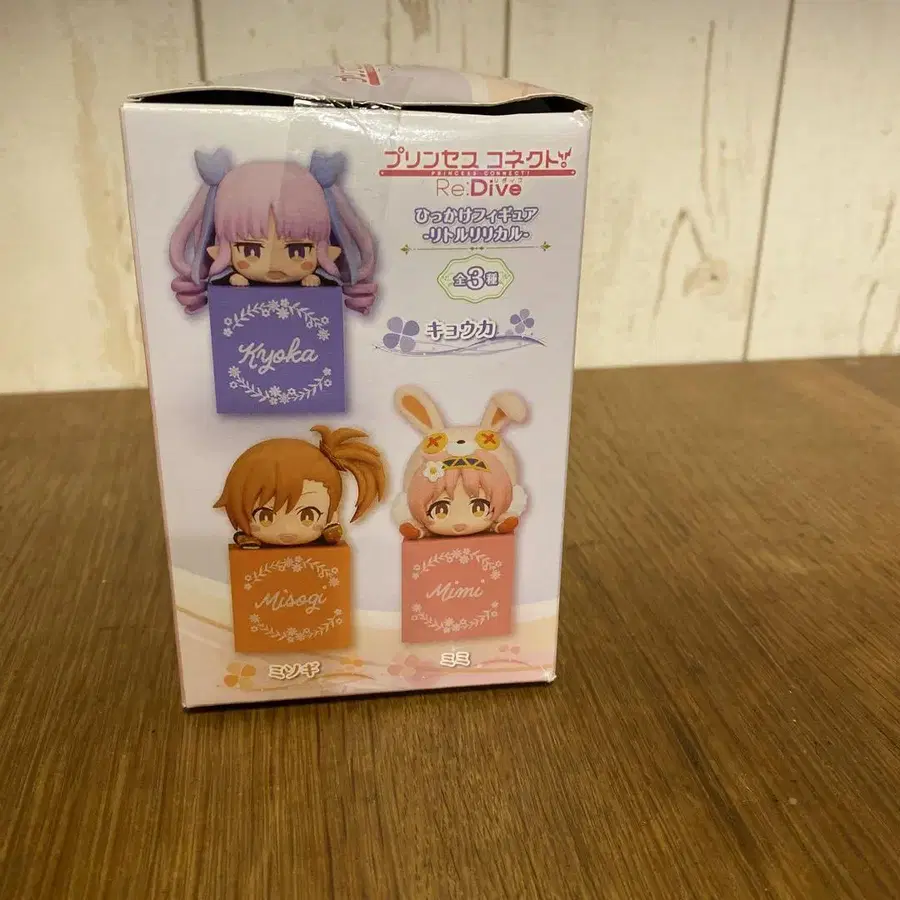 プリンセス コネクト!
PRINCESS CONNECT!
Re:Dive
リダイブ
ひっかけフィギュア
-リトルリリカル-
全3種
キョウカ
Kyoka
Misogi
Mimi
ミソギ
ミミ